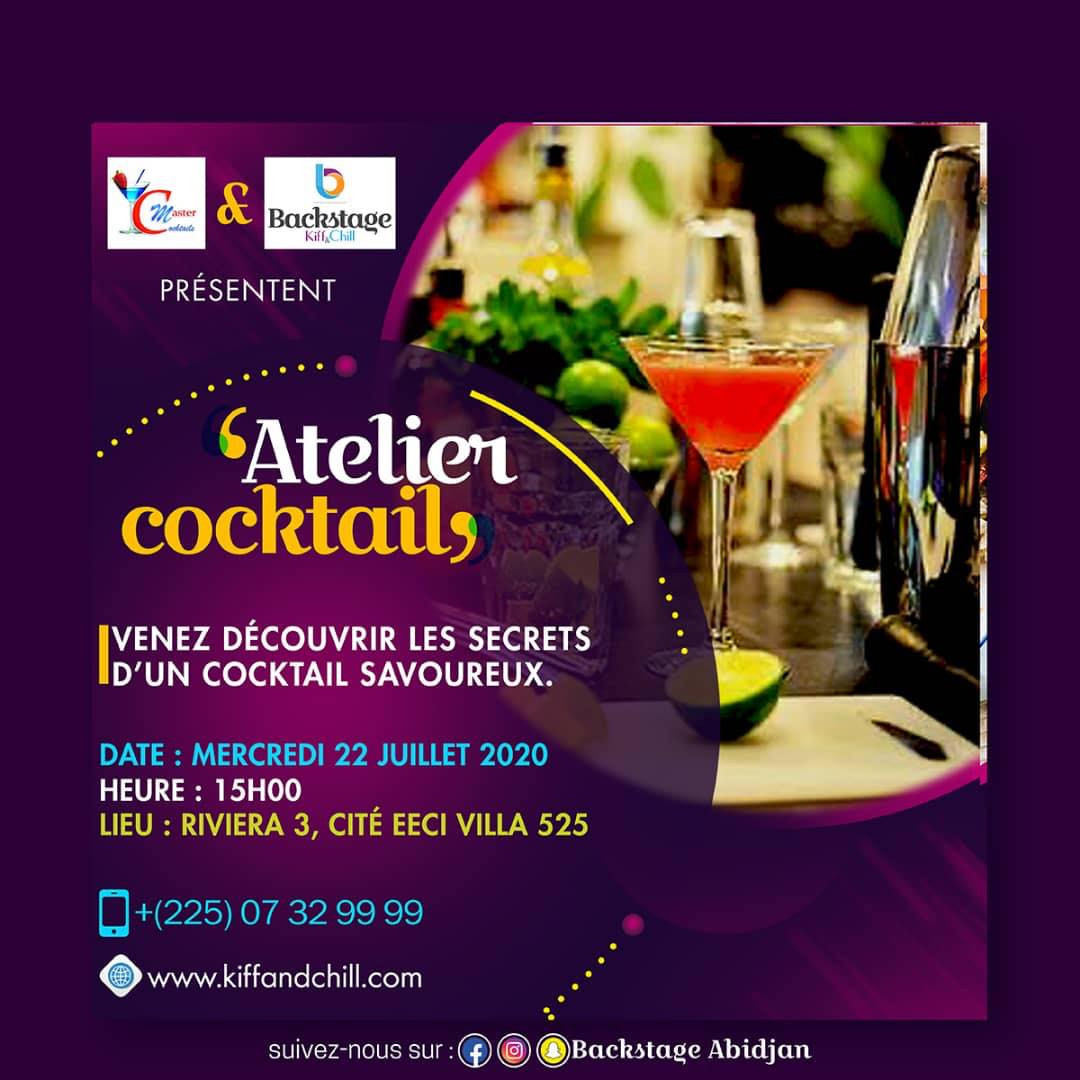 Master
Cocktails
&
Backstage
Kiff&Chill
PRÉSENTENT
“Atelier
cocktail”
VENEZ DÉCOUVRIR LES SECRETS
D’UN COCKTAIL SAVOUREUX.
DATE : MERCREDI 22 JUILLET 2020
HEURE : 15H00
LIEU : RIVIERA 3, CITÉ EECI VILLA 525
+(225) 07 32 99 99
www.kiffandchill.com
suivez-nous sur : Backstage Abidjan